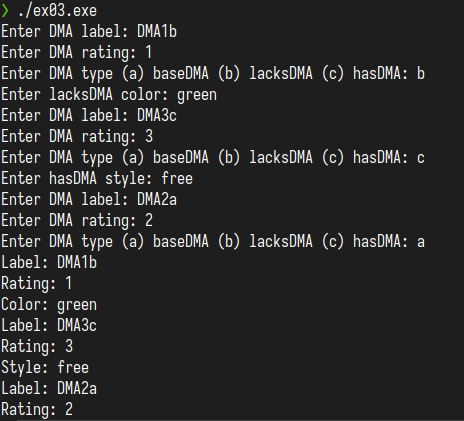 ❯ ./ex03.exe
Enter DMA label: DMA1b
Enter DMA rating: 1
Enter DMA type (a) baseDMA (b) lacksDMA (c) hasDMA: b
Enter lacksDMA color: green
Enter DMA label: DMA3c
Enter DMA rating: 3
Enter DMA type (a) baseDMA (b) lacksDMA (c) hasDMA: c
Enter hasDMA style: free
Enter DMA label: DMA2a
Enter DMA rating: 2
Enter DMA type (a) baseDMA (b) lacksDMA (c) hasDMA: a
Label: DMA1b
Rating: 1
Color: green
Label: DMA3c
Rating: 3
Style: free
Label: DMA2a
Rating: 2